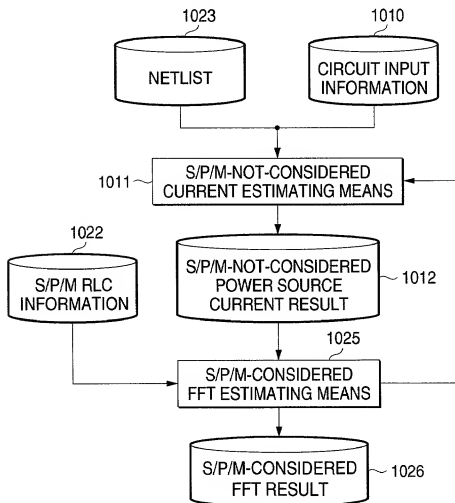 1023
1010
NETLIST
CIRCUIT INPUT
INFORMATION
1011
S/P/M-NOT-CONSIDERED
CURRENT ESTIMATING MEANS
1022
S/P/M RLC
INFORMATION
S/P/M-NOT-CONSIDERED
POWER SOURCE
CURRENT RESULT
1012
1025
S/P/M-CONSIDERED
FFT ESTIMATING MEANS
S/P/M-CONSIDERED
FFT RESULT
1026